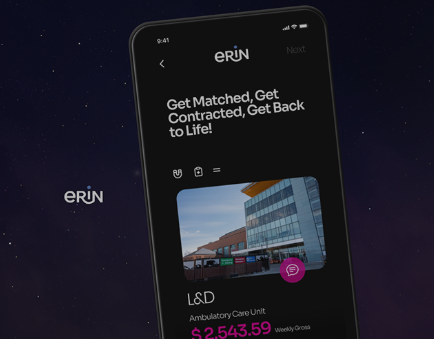 9:41
eRiN
Next
Get Matched, Get
Contracted, Get Back
to Life!
eRiN
L&D
Ambulatory Care Unit
$ 2,543.59 Weekly Gross